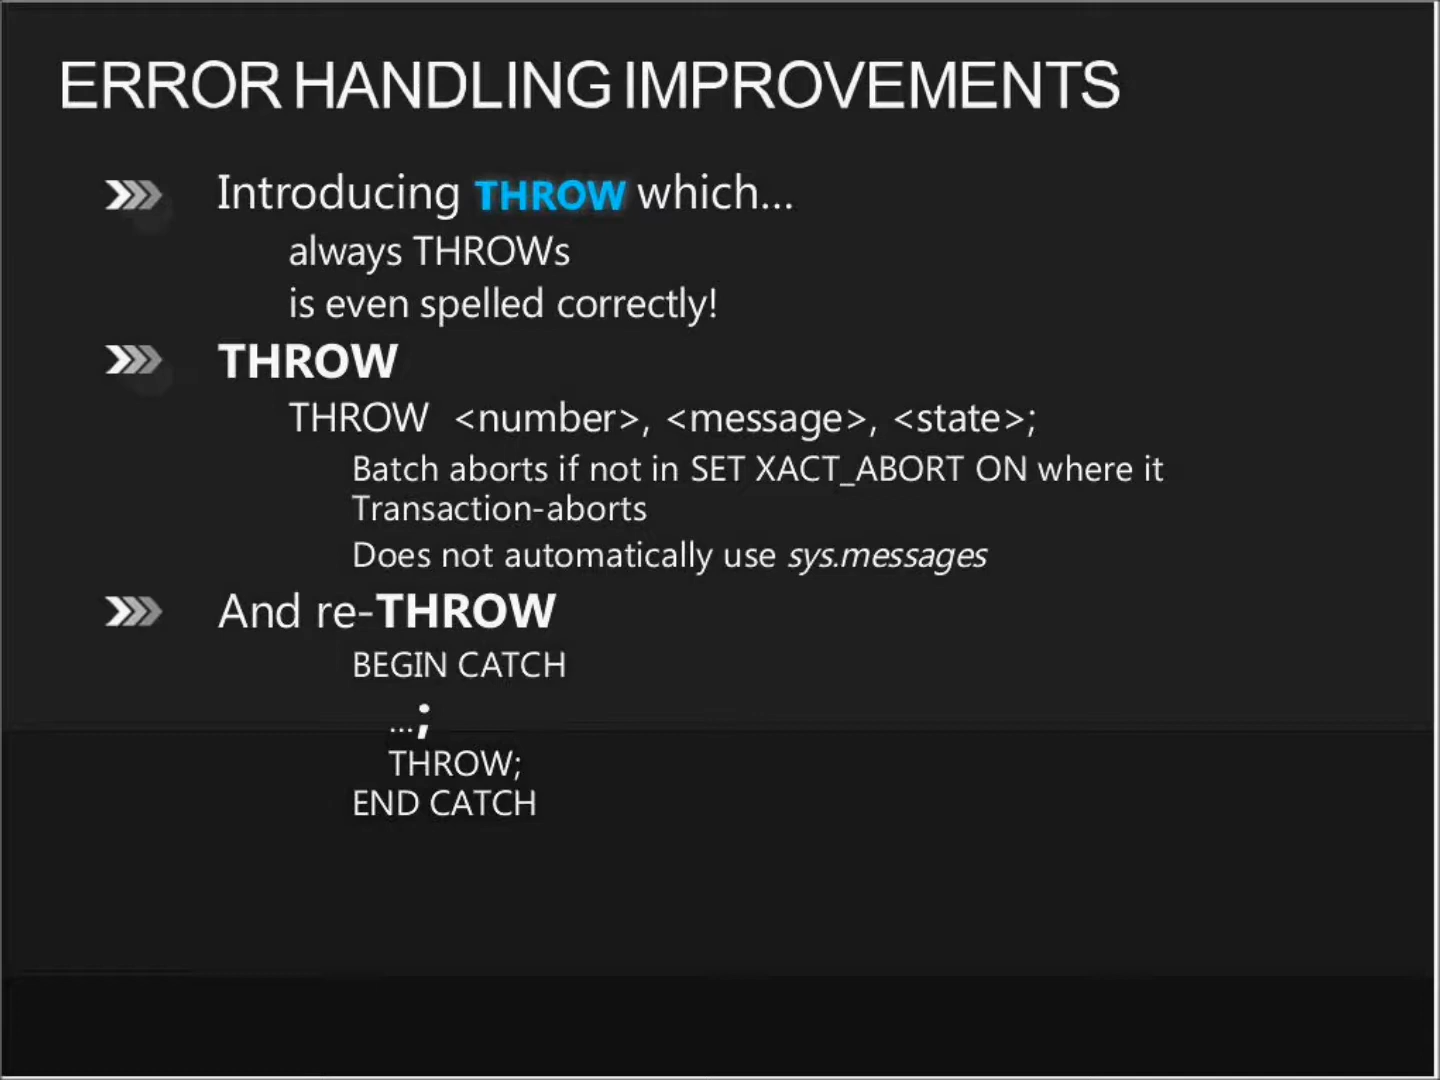 ERROR HANDLING IMPROVEMENTS
Introducing THROW which...
always THROWs
is even spelled correctly!
THROW
THROW <number>, <message>, <state>;
Batch aborts if not in SET XACT_ABORT ON where it
Transaction-aborts
Does not automatically use sys.messages
And re-THROW
BEGIN CATCH
...;
THROW;
END CATCH